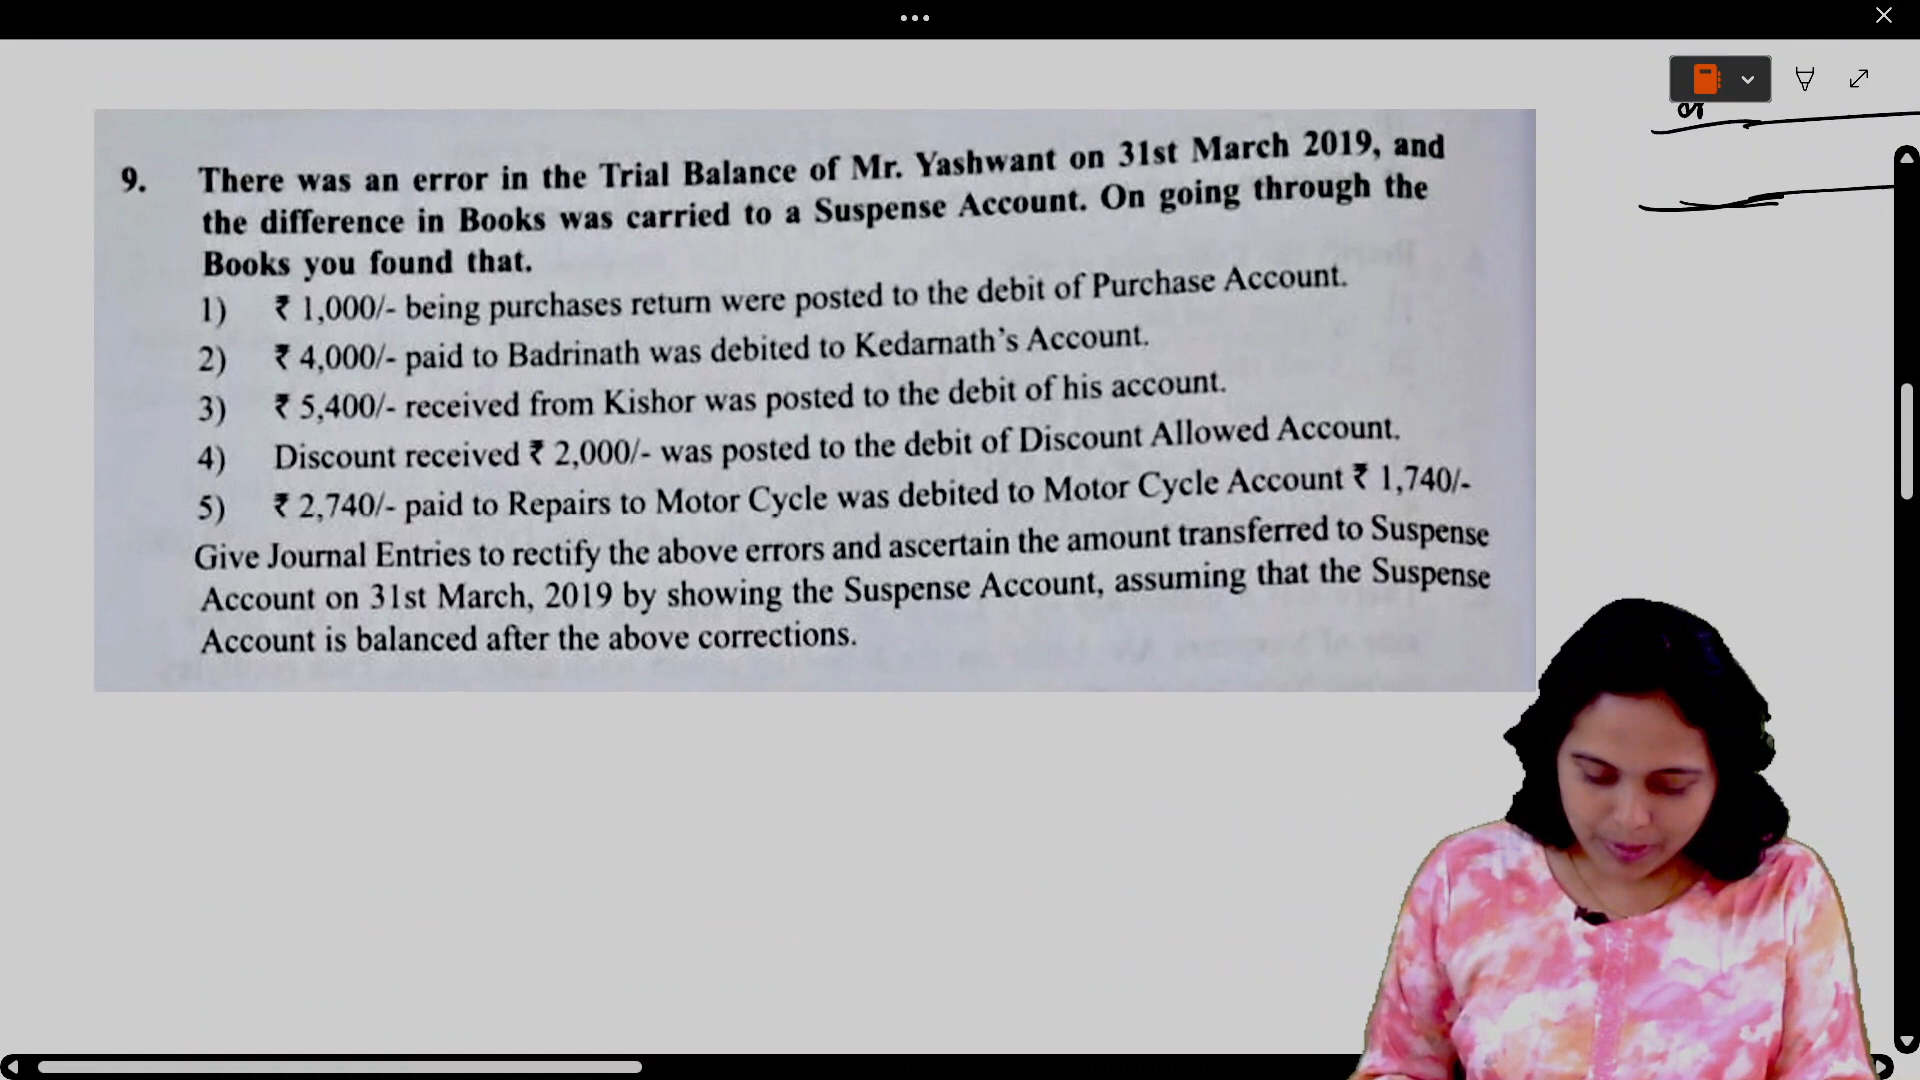 9. There was an error in the Trial Balance of Mr. Yashwant on 31st March 2019, and
the difference in Books was carried to a Suspense Account. On going through the
Books you found that.
1) ₹ 1,000/- being purchases return were posted to the debit of Purchase Account.
2) ₹ 4,000/- paid to Badrinath was debited to Kedarnath's Account.
3) ₹ 5,400/- received from Kishor was posted to the debit of his account.
4) Discount received ₹ 2,000/- was posted to the debit of Discount Allowed Account.
5) ₹ 2,740/- paid to Repairs to Motor Cycle was debited to Motor Cycle Account ₹ 1,740/-
Give Journal Entries to rectify the above errors and ascertain the amount transferred to Suspense
Account on 31st March, 2019 by showing the Suspense Account, assuming that the Suspense
Account is balanced after the above corrections.